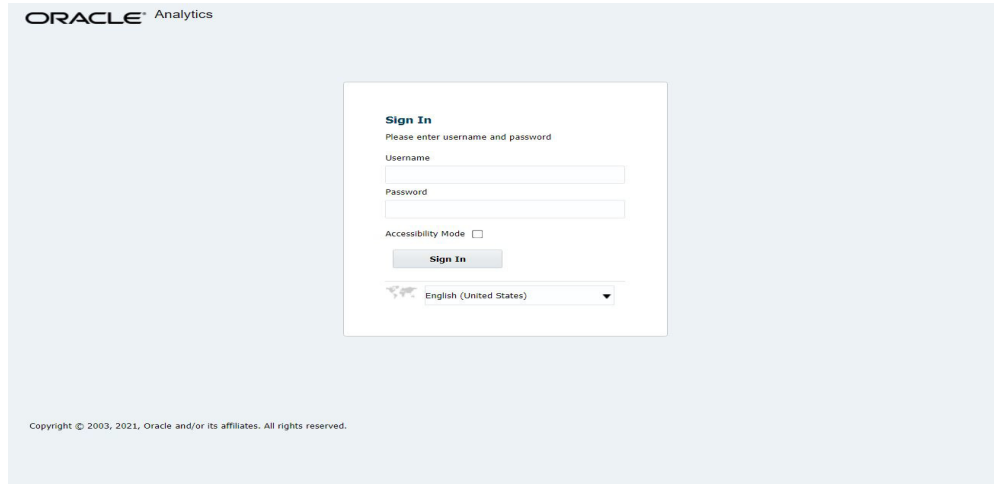 ORACLE® Analytics
Sign In
Please enter username and password
Username
Password
Accessibility Mode
Sign In
English (United States)
Copyright © 2003, 2021, Oracle and/or its affiliates. All rights reserved.